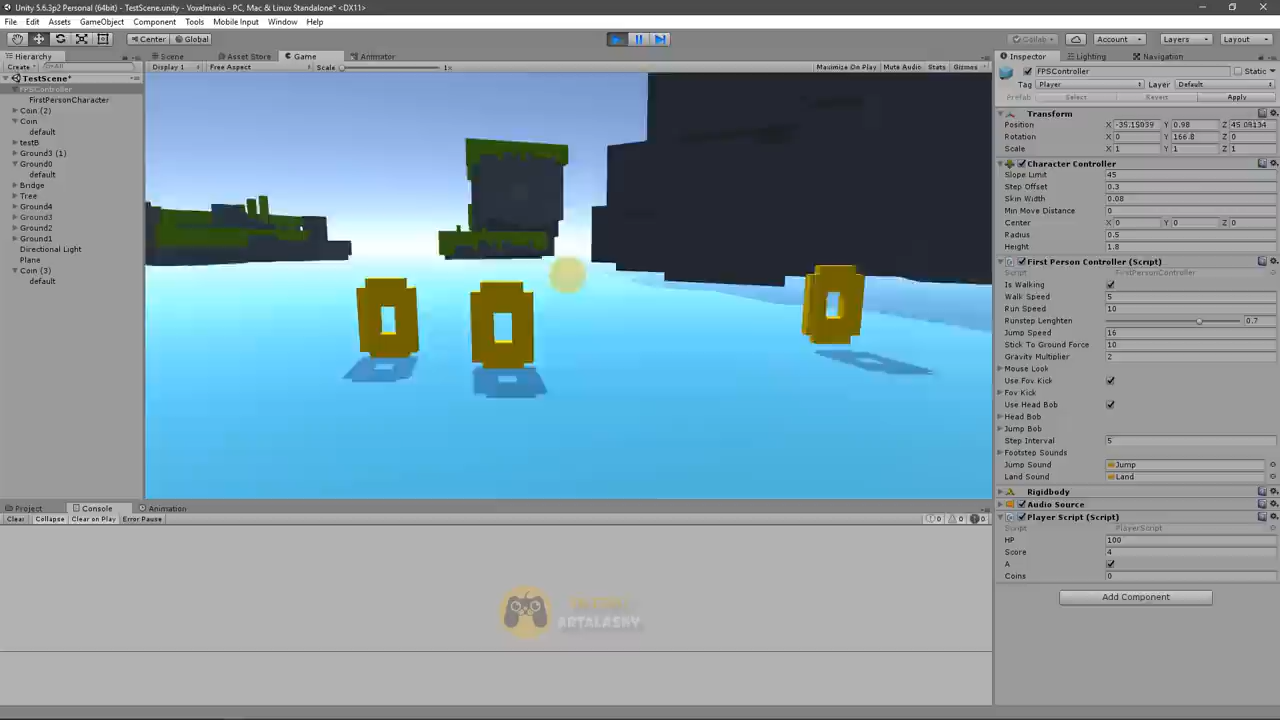 Unity 5.6.3p2 Personal (64bit) - TestScene.unity - Voxelmario - PC, Mac & Linux Standalone* <DX11>
File Edit Assets GameObject Component Tools Mobile Input Window Help
Center Global Collab Account Layers Layout
Hierarchy Scene Asset Store Game Animator Inspector Lighting Navigation
Create All Display 1 Free Aspect Scale 1x Maximize On Play Mute Audio Stats Gizmos FPSController Static
TestScene*
Tag Player Layer Default
FPSController
Prefab Select Revert Apply
FirstPersonCharacter
Coin (2)
Coin
default
testB
Ground3 (1)
Ground0
default
Bridge
Tree
Ground4
Ground3
Ground2
Ground1
Directional Light
Plane
Coin (3)
default
Transform
Position X -35.15039 Y 0.98 Z 45.08134
Rotation X 0 Y 166.8 Z 0
Scale X 1 Y 1 Z 1
Character Controller
Slope Limit 45
Step Offset 0.3
Skin Width 0.08
Min Move Distance 0
Center X 0 Y 0 Z 0
Radius 0.5
Height 1.8
First Person Controller (Script)
Script FirstPersonController
Is Walking
Walk Speed 5
Run Speed 10
Runstep Lenghten 0.7
Jump Speed 16
Stick To Ground Force 10
Gravity Multiplier 2
Mouse Look
Use Fov Kick
Fov Kick
Use Head Bob
Head Bob
Jump Bob
Step Interval 5
Footstep Sounds
Jump Sound Jump
Land Sound Land
Rigidbody
Audio Source
Player Script (Script)
Script PlayerScript
HP 100
Score 4
A
Coins 0
Add Component
Project Console Animation
Clear Collapse Clear on Play Error Pause 0 0 0
ARTALASKY